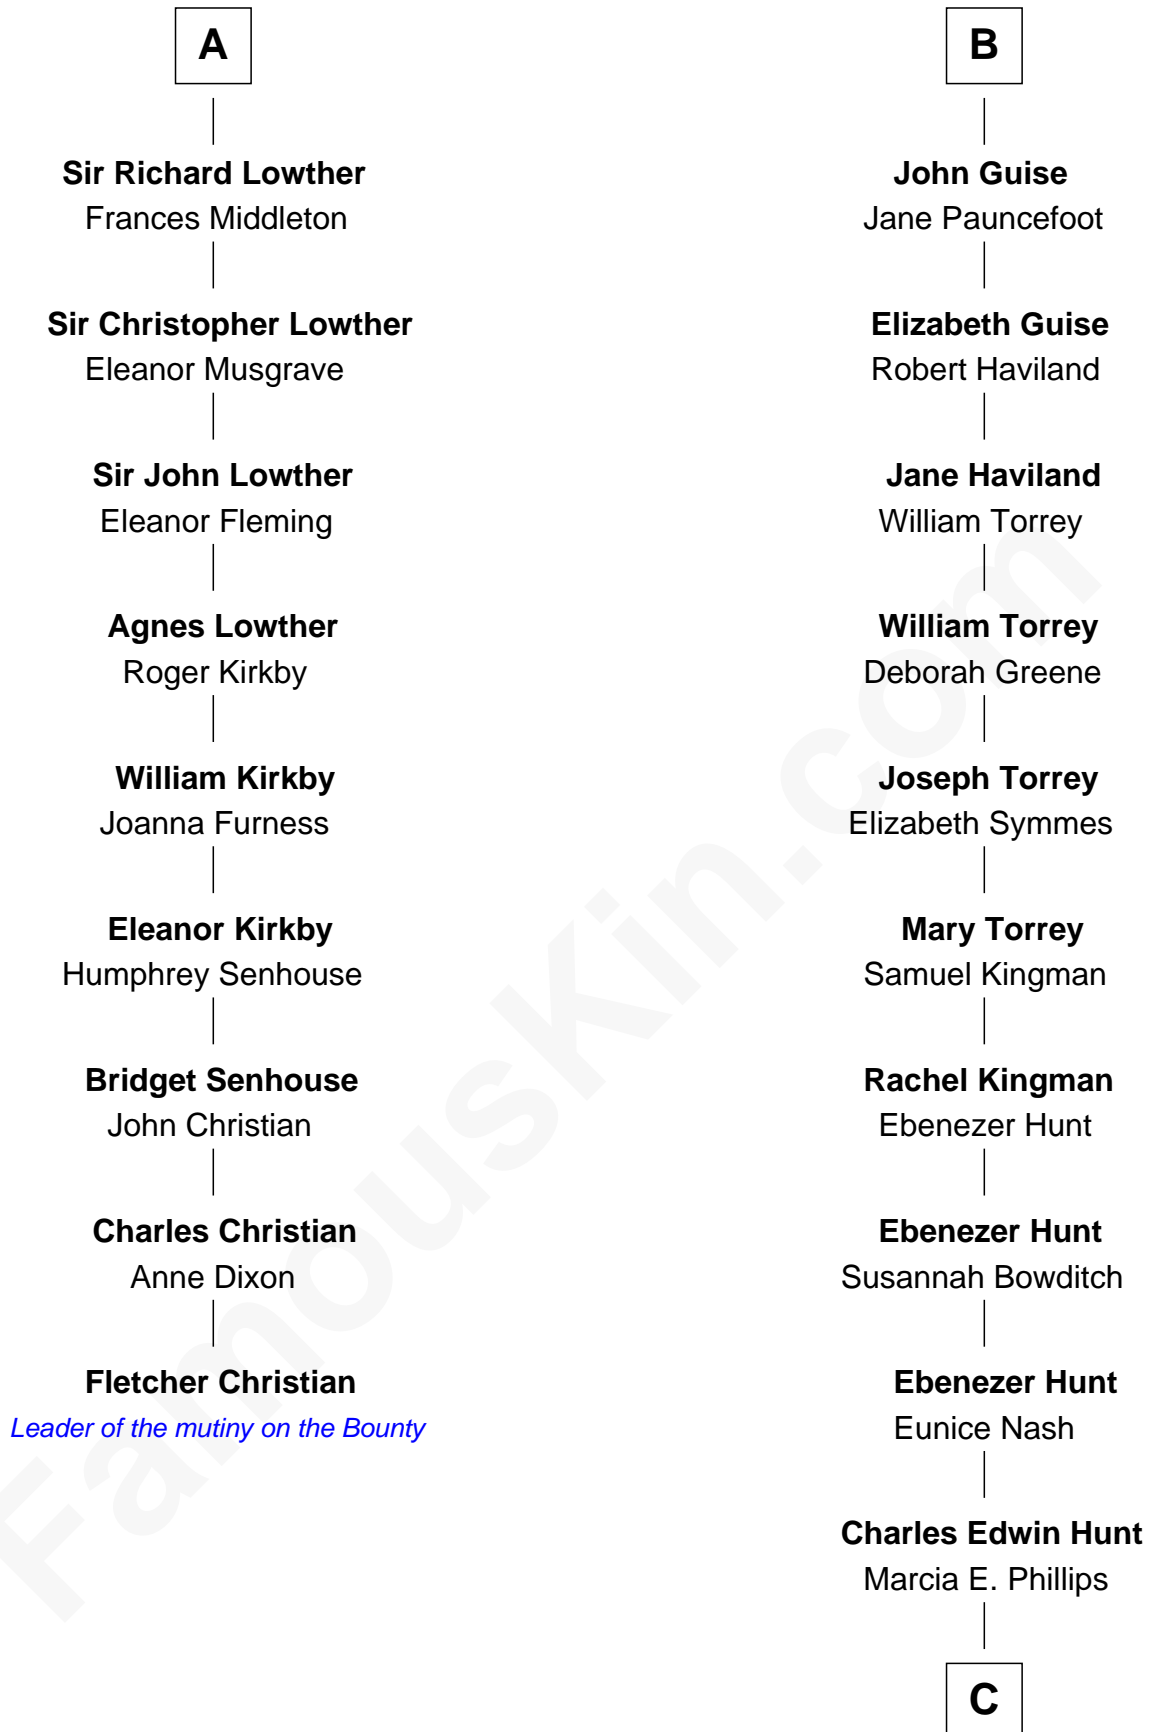 A
Sir Richard Lowther
Frances Middleton
Sir Christopher Lowther
Eleanor Musgrave
Sir John Lowther
Eleanor Fleming
Agnes Lowther
Roger Kirkby
William Kirkby
Joanna Furness
Eleanor Kirkby
Humphrey Senhouse
Bridget Senhouse
John Christian
Charles Christian
Anne Dixon
Fletcher Christian
Leader of the mutiny on the Bounty
B
John Guise
Jane Pauncefoot
Elizabeth Guise
Robert Haviland
Jane Haviland
William Torrey
William Torrey
Deborah Greene
Joseph Torrey
Elizabeth Symmes
Mary Torrey
Samuel Kingman
Rachel Kingman
Ebenezer Hunt
Ebenezer Hunt
Susannah Bowditch
Ebenezer Hunt
Eunice Nash
Charles Edwin Hunt
Marcia E. Phillips
C
FamousKin.com